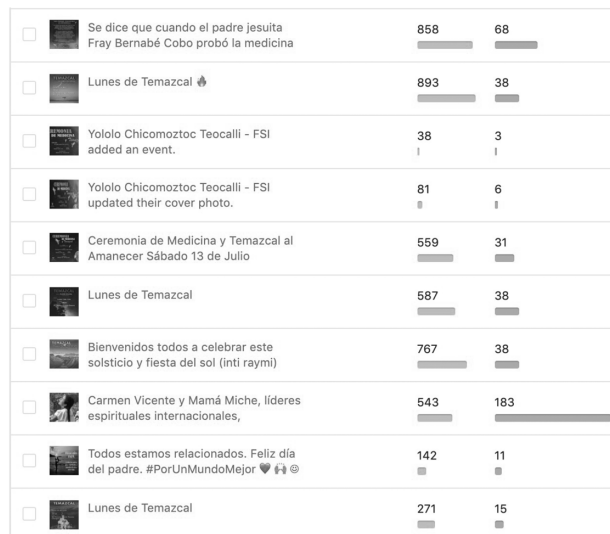 Se dice que cuando el padre jesuita
Fray Bernabé Cobo probó la medicina
858
68
Lunes de Temazcal 🔥
893
38
Yololo Chicomoztoc Teocalli - FSI
added an event.
38
3
Yololo Chicomoztoc Teocalli - FSI
updated their cover photo.
81
6
Ceremonia de Medicina y Temazcal al
Amanecer Sábado 13 de Julio
559
31
Lunes de Temazcal
587
38
Bienvenidos todos a celebrar este
solsticio y fiesta del sol (inti raymi)
767
38
Carmen Vicente y Mamá Miche, líderes
espirituales internacionales,
543
183
Todos estamos relacionados. Feliz día
del padre. #PorUnMundoMejor 🖤 🙌 ☺
142
11
Lunes de Temazcal
271
15